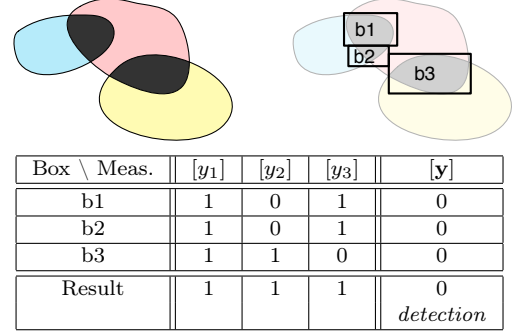 b1
b2
b3
Box \ Meas. [y₁] [y₂] [y₃] [𝐲]
b1 1 0 1 0
b2 1 0 1 0
b3 1 1 0 0
Result 1 1 1 0
detection